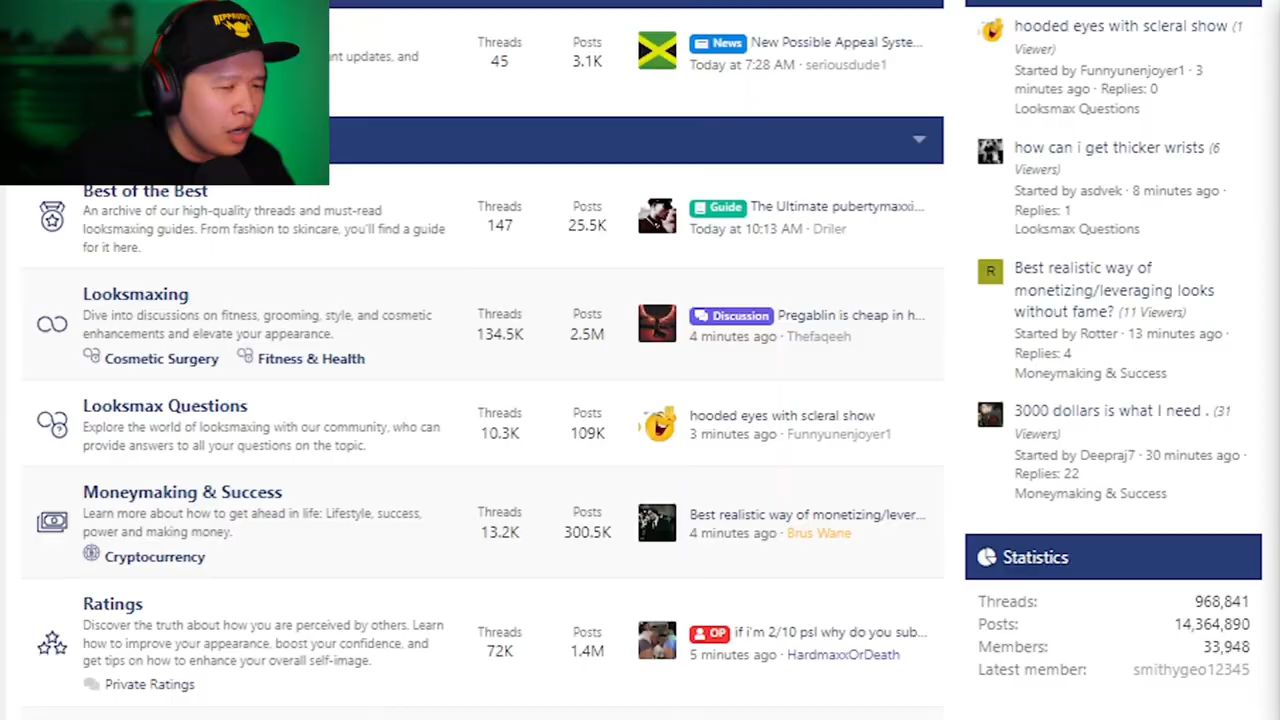 nt updates, and
Threads
45
Posts
3.1K
News New Possible Appeal Syste...
Today at 7:28 AM · seriousdude1
Best of the Best
An archive of our high-quality threads and must-read
looksmaxing guides. From fashion to skincare, you'll find a guide
for it here.
Threads
147
Posts
25.5K
Guide The Ultimate pubertymaxxi...
Today at 10:13 AM · Driler
Looksmaxing
Dive into discussions on fitness, grooming, style, and cosmetic
enhancements and elevate your appearance.
Cosmetic Surgery Fitness & Health
Threads
134.5K
Posts
2.5M
Discussion Pregablin is cheap in h...
4 minutes ago · Thefaqeeh
Looksmax Questions
Explore the world of looksmaxing with our community, who can
provide answers to all your questions on the topic.
Threads
10.3K
Posts
109K
hooded eyes with scleral show
3 minutes ago · Funnyunenjoyer1
Moneymaking & Success
Learn more about how to get ahead in life: Lifestyle, success,
power and making money.
Cryptocurrency
Threads
13.2K
Posts
300.5K
Best realistic way of monetizing/lever...
4 minutes ago · Brus Wane
Ratings
Discover the truth about how you are perceived by others. Learn
how to improve your appearance, boost your confidence, and
get tips on how to enhance your overall self-image.
Private Ratings
Threads
72K
Posts
1.4M
OP if i'm 2/10 psl why do you sub...
5 minutes ago · HardmaxxOrDeath
hooded eyes with scleral show (1
Viewer)
Started by Funnyunenjoyer1 · 3
minutes ago · Replies: 0
Looksmax Questions
how can i get thicker wrists (6
Viewers)
Started by asdvek · 8 minutes ago ·
Replies: 1
Looksmax Questions
R
Best realistic way of
monetizing/leveraging looks
without fame? (11 Viewers)
Started by Rotter · 13 minutes ago ·
Replies: 4
Moneymaking & Success
3000 dollars is what I need . (31
Viewers)
Started by Deepraj7 · 30 minutes ago ·
Replies: 22
Moneymaking & Success
Statistics
Threads: 968,841
Posts: 14,364,890
Members: 33,948
Latest member: smithygeo12345